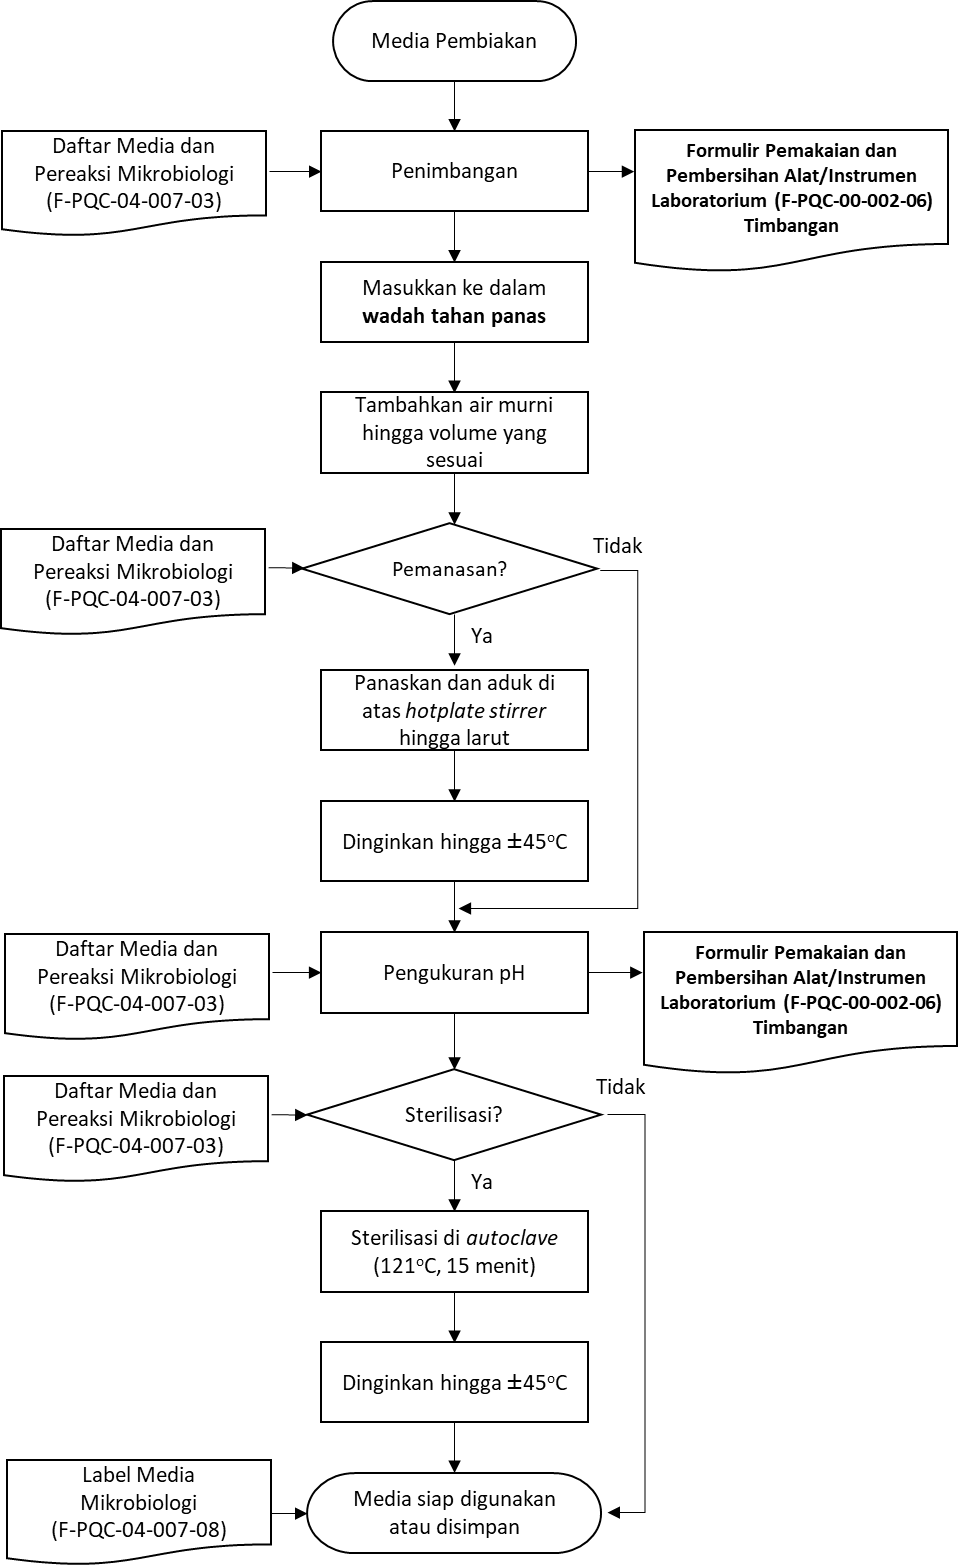 Media Pembiakan
Daftar Media dan
Pereaksi Mikrobiologi
(F-PQC-04-007-03)
Penimbangan
Formulir Pemakaian dan
Pembersihan Alat/Instrumen
Laboratorium (F-PQC-00-002-06)
Timbangan
Masukkan ke dalam
wadah tahan panas
Tambahkan air murni
hingga volume yang
sesuai
Daftar Media dan
Pereaksi Mikrobiologi
(F-PQC-04-007-03)
Pemanasan?
Tidak
Ya
Panaskan dan aduk di
atas hotplate stirrer
hingga larut
Dinginkan hingga ±45°C
Daftar Media dan
Pereaksi Mikrobiologi
(F-PQC-04-007-03)
Pengukuran pH
Formulir Pemakaian dan
Pembersihan Alat/Instrumen
Laboratorium (F-PQC-00-002-06)
Timbangan
Daftar Media dan
Pereaksi Mikrobiologi
(F-PQC-04-007-03)
Sterilisasi?
Tidak
Ya
Sterilisasi di autoclave
(121°C, 15 menit)
Dinginkan hingga ±45°C
Label Media
Mikrobiologi
(F-PQC-04-007-08)
Media siap digunakan
atau disimpan